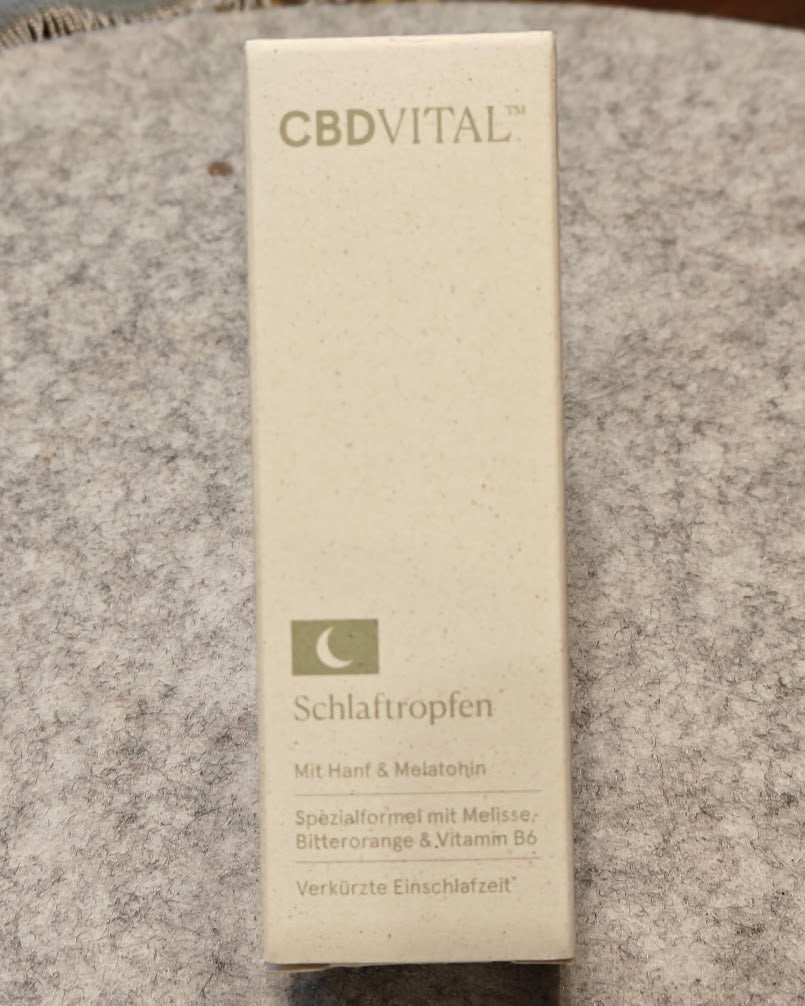 CBDVITAL™
Schlaftropfen
Mit Hanf & Melatonin
Spezialformel mit Melisse,
Bitterorange & Vitamin B6
Verkürzte Einschlafzeit*